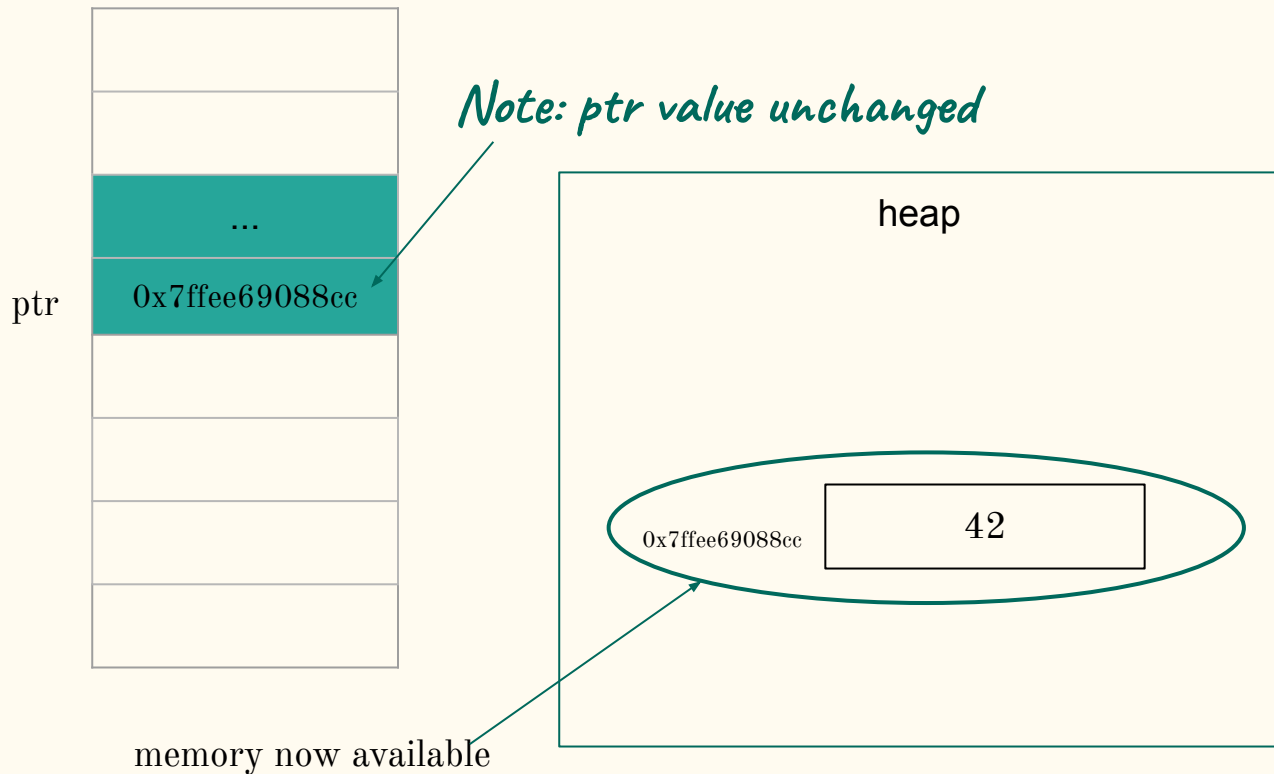 Note: ptr value unchanged
...
heap
ptr
0x7ffee69088cc
0x7ffee69088cc
42
memory now available